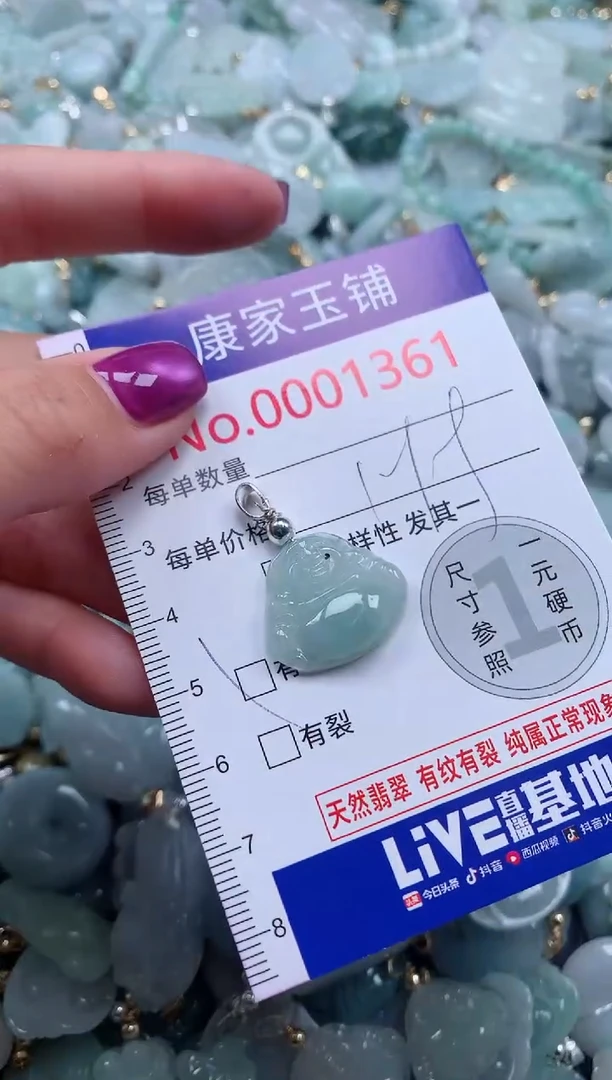 康家玉铺
No.0001361
每单数量
每单价格
样性 发其一
有
有裂
尺寸参照
1
一元硬币
天然翡翠 有纹有裂 纯属正常现象
LiVE直播基地
今日头条 抖音 西瓜视频 抖音火
2
3
4
5
6
7
8